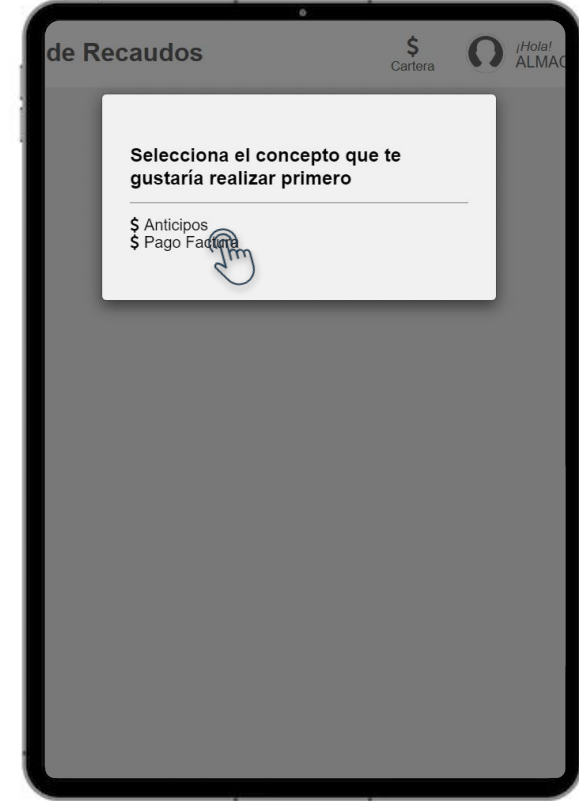 de Recaudos
$
Cartera
¡Hola!
ALMAC
Selecciona el concepto que te
gustaría realizar primero
$ Anticipos
$ Pago Factura